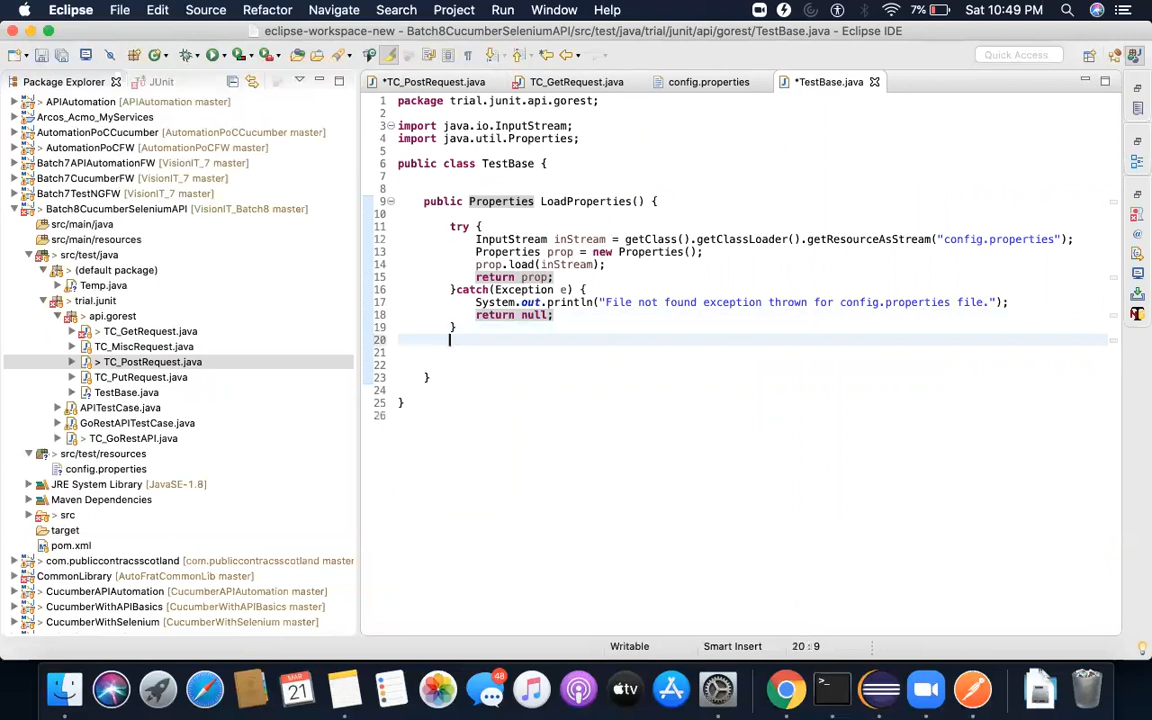 Eclipse File Edit Source Refactor Navigate Search Project Run Window Help 7% Sat 10:49 PM
eclipse-workspace-new - Batch8CucumberSeleniumAPI/src/test/java/trial/junit/api/gorest/TestBase.java - Eclipse IDE
Quick Access
Package Explorer JUnit
*TC_PostRequest.java TC_GetRequest.java config.properties *TestBase.java
> APIAutomation [APIAutomation master]
Arcos_Acmo_MyServices
AutomationPoCCucumber [AutomationPoCCucumber master]
> AutomationPoCFW [AutomationPoCFW master]
Batch7APIAutomationFW [VisionIT_7 master]
> Batch7CucumberFW [VisionIT_7 master]
Batch7TestNGFW [VisionIT_7 master]
> Batch8CucumberSeleniumAPI [VisionIT_Batch8 master]
src/main/java
src/main/resources
> src/test/java
> (default package)
Temp.java
trial.junit
> api.gorest
> TC_GetRequest.java
TC_MiscRequest.java
> TC_PostRequest.java
TC_PutRequest.java
TestBase.java
APITestCase.java
GoRestAPITestCase.java
> TC_GoRestAPI.java
> src/test/resources
config.properties
JRE System Library [JavaSE-1.8]
Maven Dependencies
> src
target
pom.xml
> com.publiccontracsscotland [com.publiccontracsscotland master]
CommonLibrary [AutoFratCommonLib master]
> CucumberAPIAutomation [CucumberAPIAutomation master]
> CucumberWithAPIBasics [CucumberWithAPIBasics master]
> CucumberWithSelenium [CucumberWithSelenium master]
1 package trial.junit.api.gorest;
2
3 import java.io.InputStream;
4 import java.util.Properties;
5
6 public class TestBase {
7
8
9 public Properties LoadProperties() {
10
11 try {
12 InputStream inStream = getClass().getClassLoader().getResourceAsStream("config.properties");
13 Properties prop = new Properties();
14 prop.load(inStream);
15 return prop;
16 }catch(Exception e) {
17 System.out.println("File not found exception thrown for config.properties file.");
18 return null;
19 }
20
21
22
23 }
24
25 }
26
Writable Smart Insert 20 : 9
MAR 21 48 tv